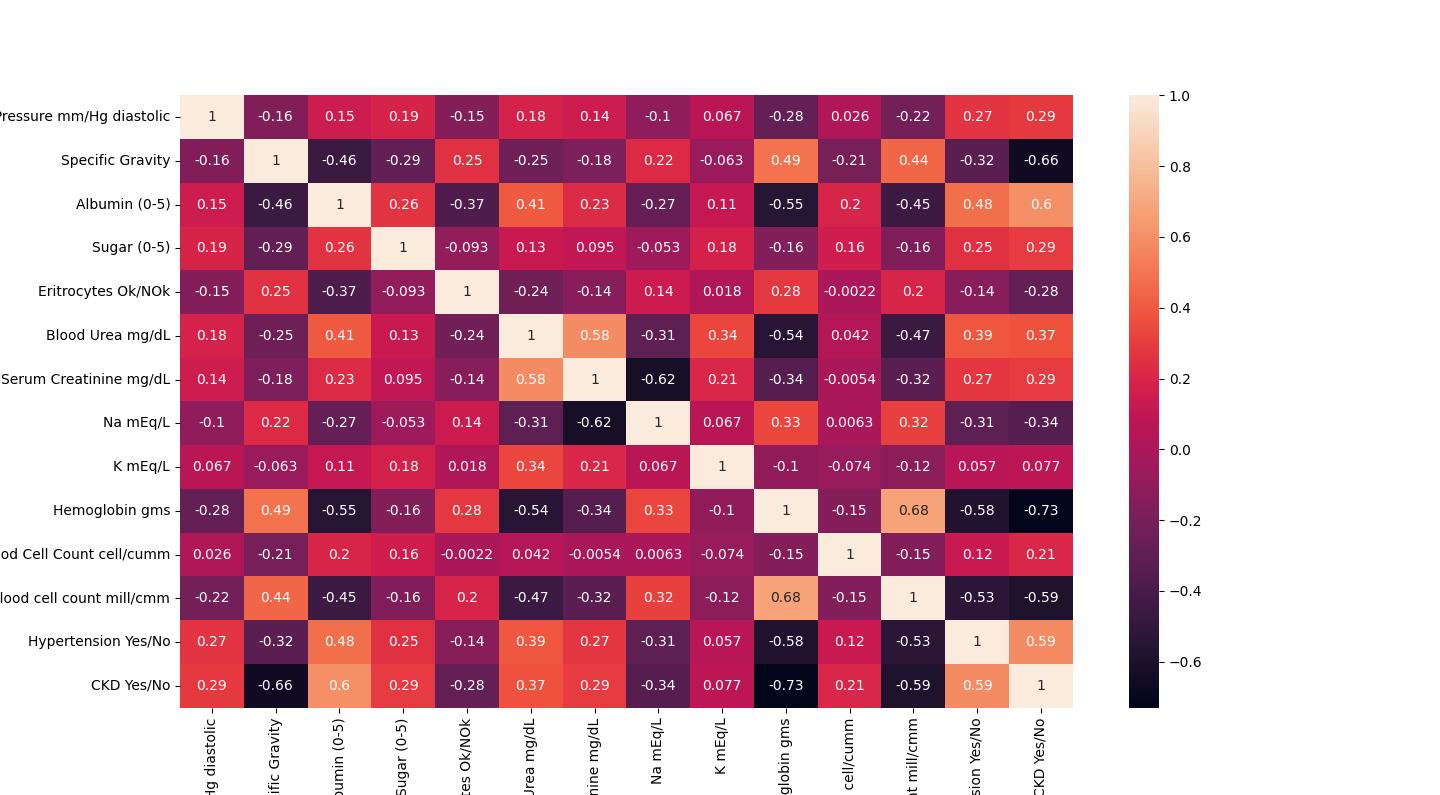 Pressure mm/Hg diastolic 1 -0.16 0.15 0.19 -0.15 0.18 0.14 -0.1 0.067 -0.28 0.026 -0.22 0.27 0.29
Specific Gravity -0.16 1 -0.46 -0.29 0.25 -0.25 -0.18 0.22 -0.063 0.49 -0.21 0.44 -0.32 -0.66
Albumin (0-5) 0.15 -0.46 1 0.26 -0.37 0.41 0.23 -0.27 0.11 -0.55 0.2 -0.45 0.48 0.6
Sugar (0-5) 0.19 -0.29 0.26 1 -0.093 0.13 0.095 -0.053 0.18 -0.16 0.16 -0.16 0.25 0.29
Eritrocytes Ok/NOk -0.15 0.25 -0.37 -0.093 1 -0.24 -0.14 0.14 0.018 0.28 -0.0022 0.2 -0.14 -0.28
Blood Urea mg/dL 0.18 -0.25 0.41 0.13 -0.24 1 0.58 -0.31 0.34 -0.54 0.042 -0.47 0.39 0.37
Serum Creatinine mg/dL 0.14 -0.18 0.23 0.095 -0.14 0.58 1 -0.62 0.21 -0.34 -0.0054 -0.32 0.27 0.29
Na mEq/L -0.1 0.22 -0.27 -0.053 0.14 -0.31 -0.62 1 0.067 0.33 0.0063 0.32 -0.31 -0.34
K mEq/L 0.067 -0.063 0.11 0.18 0.018 0.34 0.21 0.067 1 -0.1 -0.074 -0.12 0.057 0.077
Hemoglobin gms -0.28 0.49 -0.55 -0.16 0.28 -0.54 -0.34 0.33 -0.1 1 -0.15 0.68 -0.58 -0.73
od Cell Count cell/cumm 0.026 -0.21 0.2 0.16 -0.0022 0.042 -0.0054 0.0063 -0.074 -0.15 1 -0.15 0.12 0.21
lood cell count mill/cmm -0.22 0.44 -0.45 -0.16 0.2 -0.47 -0.32 0.32 -0.12 0.68 -0.15 1 -0.53 -0.59
Hypertension Yes/No 0.27 -0.32 0.48 0.25 -0.14 0.39 0.27 -0.31 0.057 -0.58 0.12 -0.53 1 0.59
CKD Yes/No 0.29 -0.66 0.6 0.29 -0.28 0.37 0.29 -0.34 0.077 -0.73 0.21 -0.59 0.59 1
Hg diastolic
ific Gravity
bumin (0-5)
Sugar (0-5)
tes Ok/NOk
Urea mg/dL
nine mg/dL
Na mEq/L
K mEq/L
globin gms
cell/cumm
nt mill/cmm
sion Yes/No
CKD Yes/No
1.0
0.8
0.6
0.4
0.2
0.0
−0.2
−0.4
−0.6